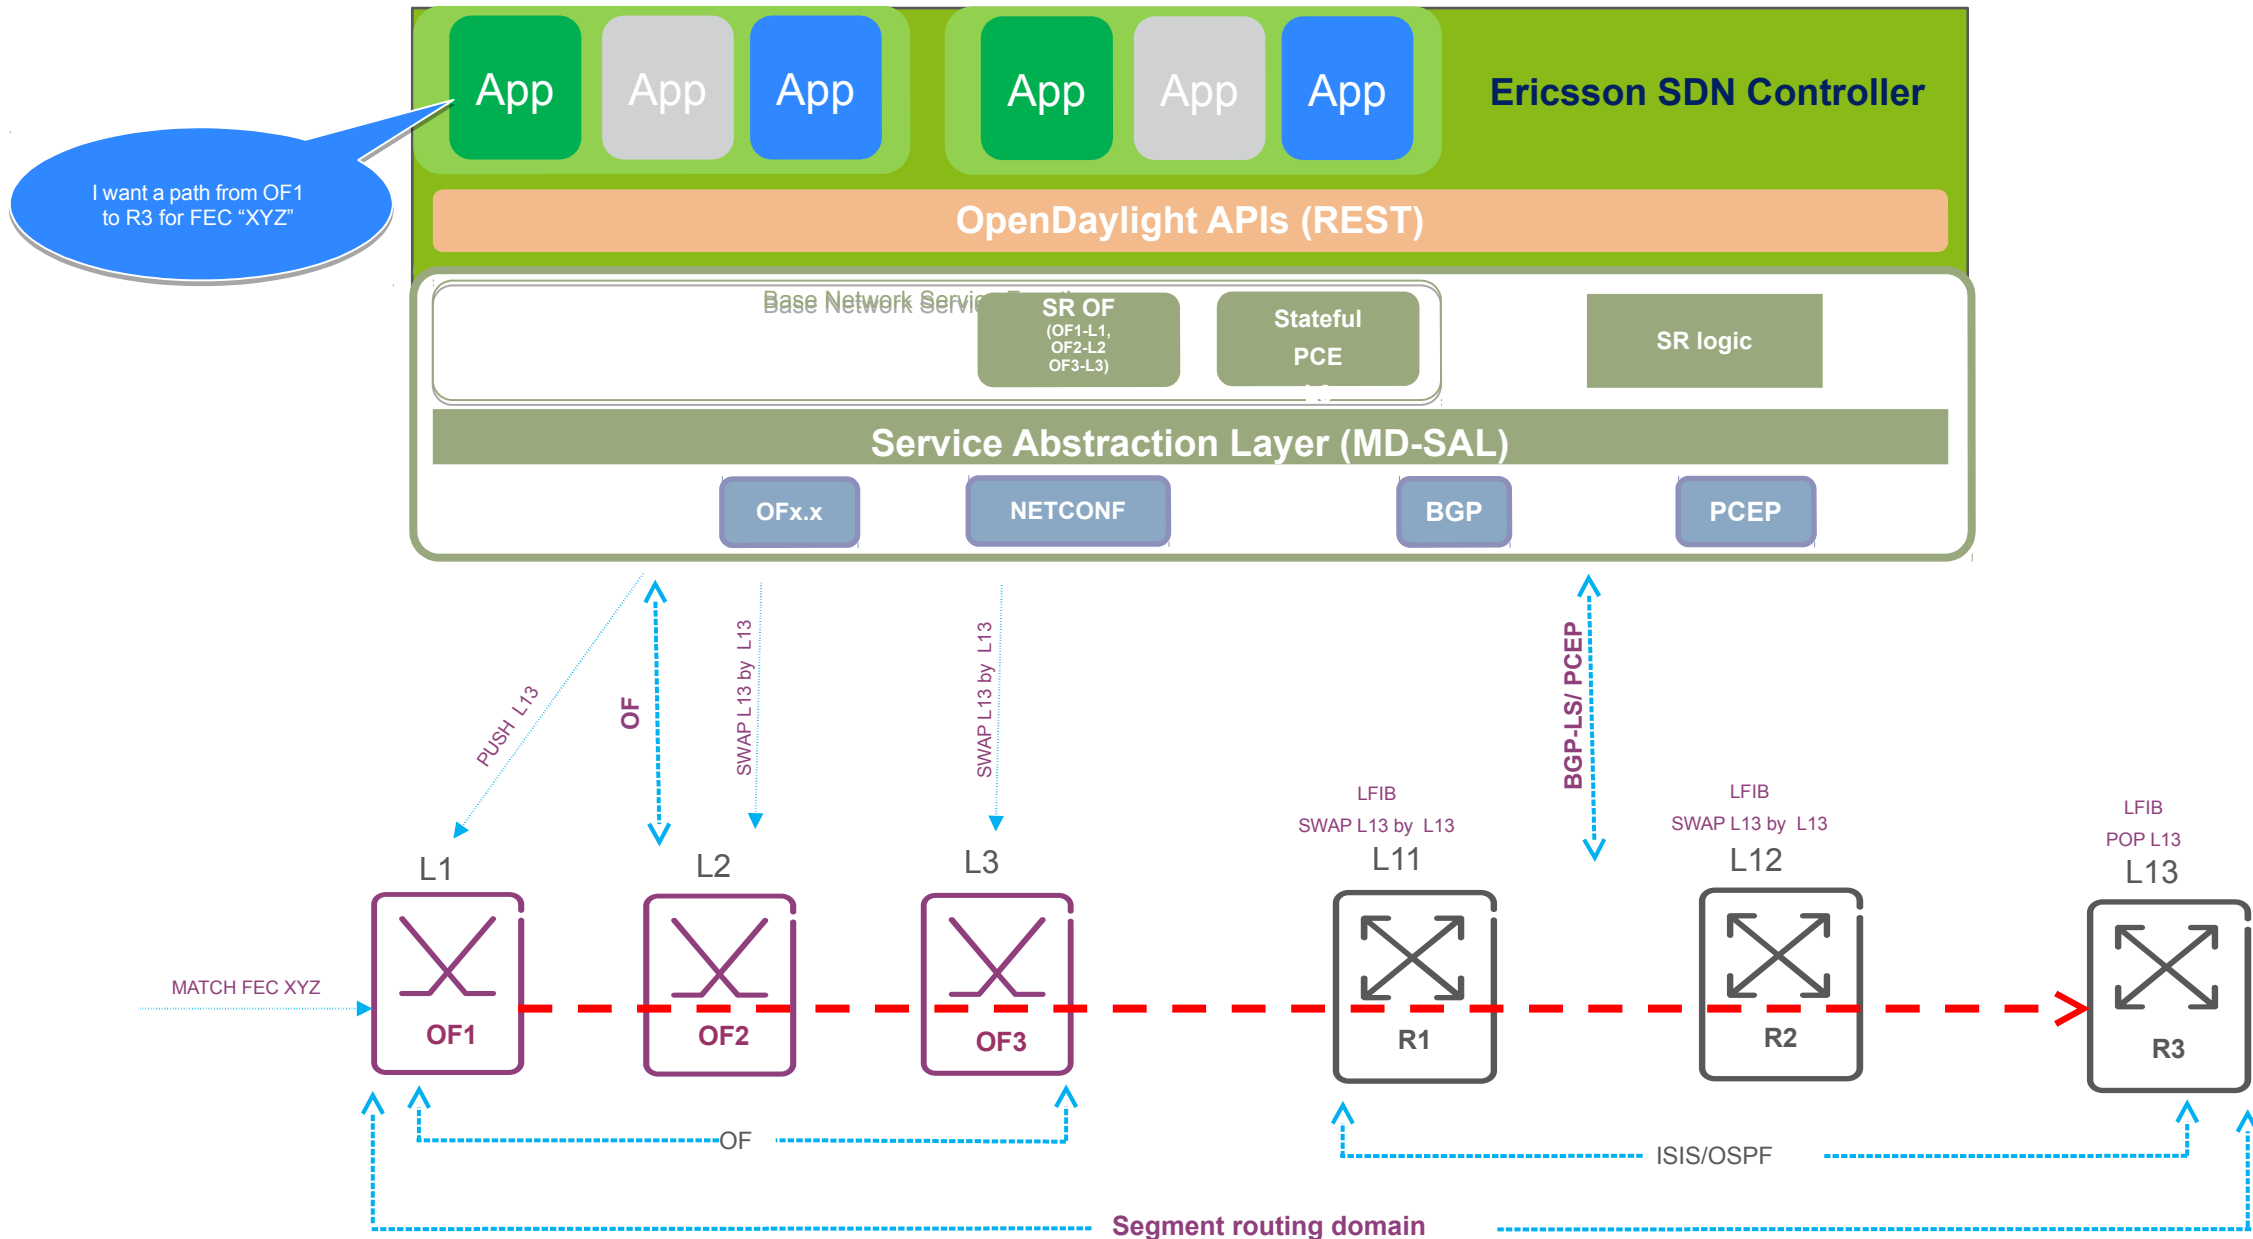 App
App
App
App
App
App
Ericsson SDN Controller
I want a path from OF1
to R3 for FEC “XYZ”
OpenDaylight APIs (REST)
Base Network
SR OF
(OF1-L1,
OF2-L2
OF3-L3)
Stateful
PCE
SR logic
Service Abstraction Layer (MD-SAL)
OFx.x
NETCONF
BGP
PCEP
PUSH L13
OF
SWAP L13 by L13
SWAP L13 by L13
BGP-LS/ PCEP
LFIB
SWAP L13 by L13
LFIB
SWAP L13 by L13
LFIB
POP L13
L1
L2
L3
L11
L12
L13
MATCH FEC XYZ
OF1
OF2
OF3
R1
R2
R3
OF
ISIS/OSPF
Segment routing domain